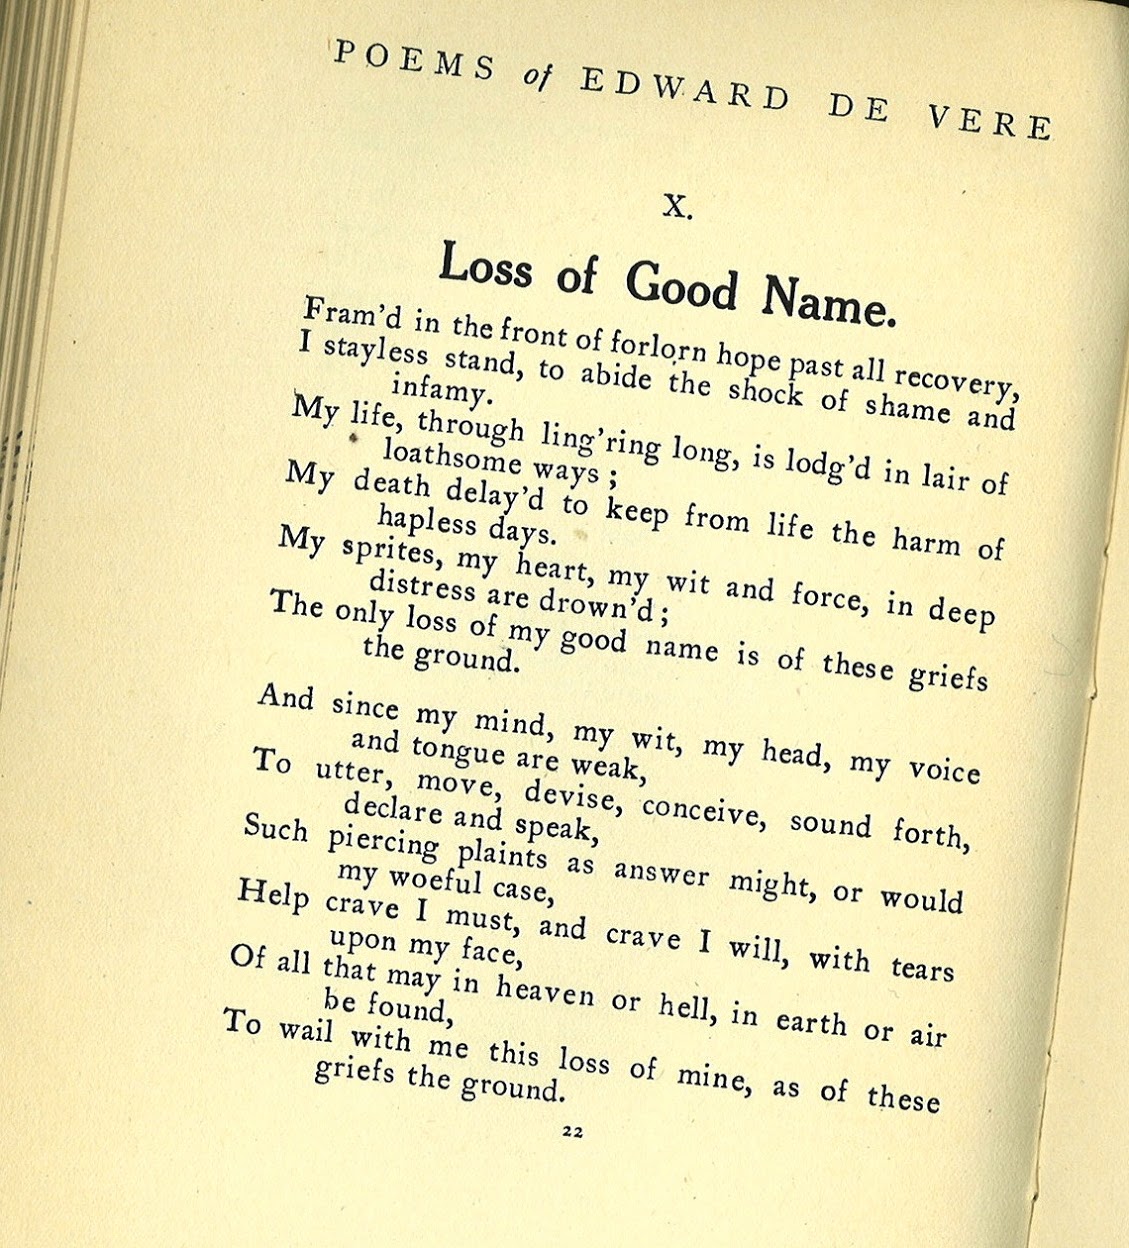 POEMS of EDWARD DE VERE
X.
Loss of Good Name.
Fram'd in the front of forlorn hope past all recovery,
I stayless stand, to abide the shock of shame and
infamy.
My life, through ling'ring long, is lodg'd in lair of
loathsome ways;
My death delay'd to keep from life the harm of
hapless days.
My sprites, my heart, my wit and force, in deep
distress are drown'd;
The only loss of my good name is of these griefs
the ground.
And since my mind, my wit, my head, my voice
and tongue are weak,
To utter, move, devise, conceive, sound forth,
declare and speak,
Such piercing plaints as answer might, or would
my woeful case,
Help crave I must, and crave I will, with tears
upon my face,
Of all that may in heaven or hell, in earth or air
be found,
To wail with me this loss of mine, as of these
griefs the ground.
22